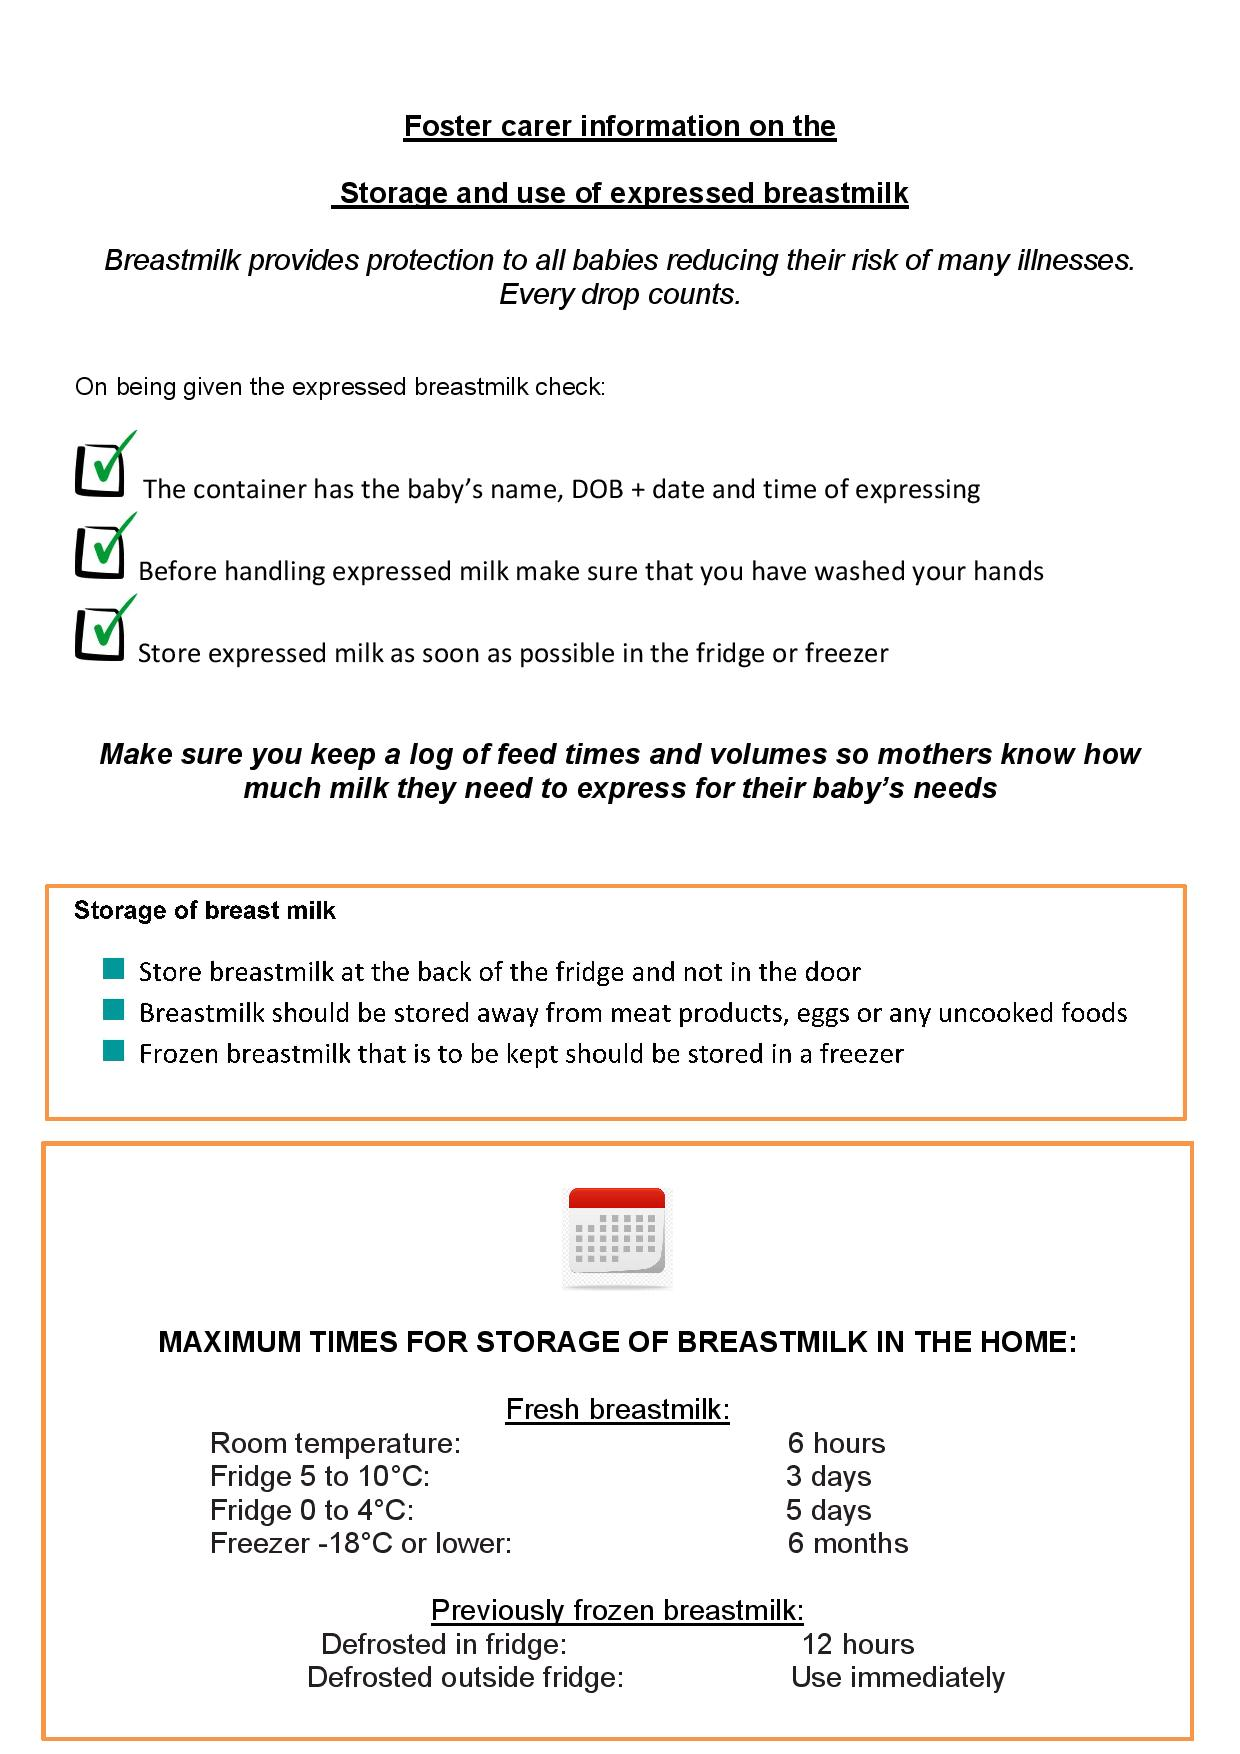 Foster carer information on the
Storage and use of expressed breastmilk
Breastmilk provides protection to all babies reducing their risk of many illnesses.
Every drop counts.
On being given the expressed breastmilk check:
The container has the baby’s name, DOB + date and time of expressing
Before handling expressed milk make sure that you have washed your hands
Store expressed milk as soon as possible in the fridge or freezer
Make sure you keep a log of feed times and volumes so mothers know how
much milk they need to express for their baby’s needs
Storage of breast milk
Store breastmilk at the back of the fridge and not in the door
Breastmilk should be stored away from meat products, eggs or any uncooked foods
Frozen breastmilk that is to be kept should be stored in a freezer
MAXIMUM TIMES FOR STORAGE OF BREASTMILK IN THE HOME:
Fresh breastmilk:
Room temperature: 6 hours
Fridge 5 to 10°C: 3 days
Fridge 0 to 4°C: 5 days
Freezer -18°C or lower: 6 months
Previously frozen breastmilk:
Defrosted in fridge: 12 hours
Defrosted outside fridge: Use immediately